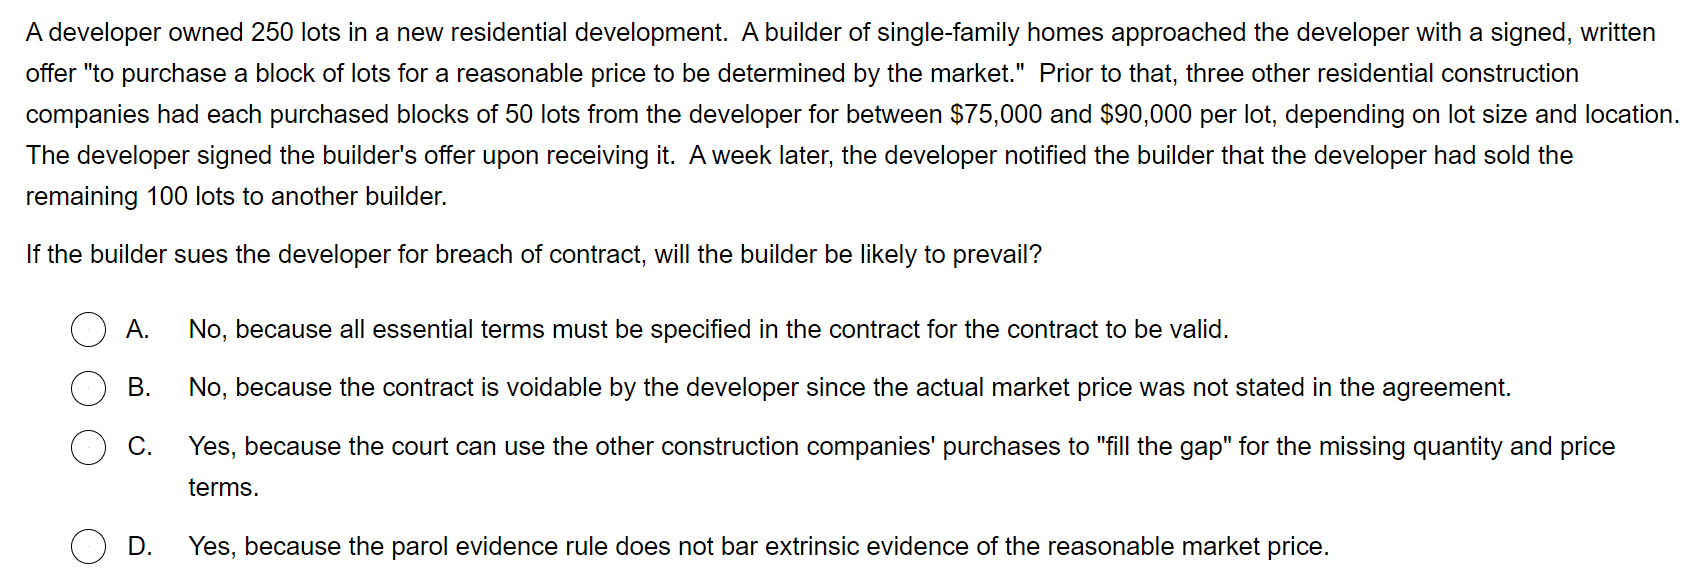 A developer owned 250 lots in a new residential development.  A builder of single-family homes approached the developer with a signed, written
offer "to purchase a block of lots for a reasonable price to be determined by the market."  Prior to that, three other residential construction
companies had each purchased blocks of 50 lots from the developer for between $75,000 and $90,000 per lot, depending on lot size and location.
The developer signed the builder's offer upon receiving it.  A week later, the developer notified the builder that the developer had sold the
remaining 100 lots to another builder.
If the builder sues the developer for breach of contract, will the builder be likely to prevail?
A. No, because all essential terms must be specified in the contract for the contract to be valid.
B. No, because the contract is voidable by the developer since the actual market price was not stated in the agreement.
C. Yes, because the court can use the other construction companies' purchases to "fill the gap" for the missing quantity and price
terms.
D. Yes, because the parol evidence rule does not bar extrinsic evidence of the reasonable market price.